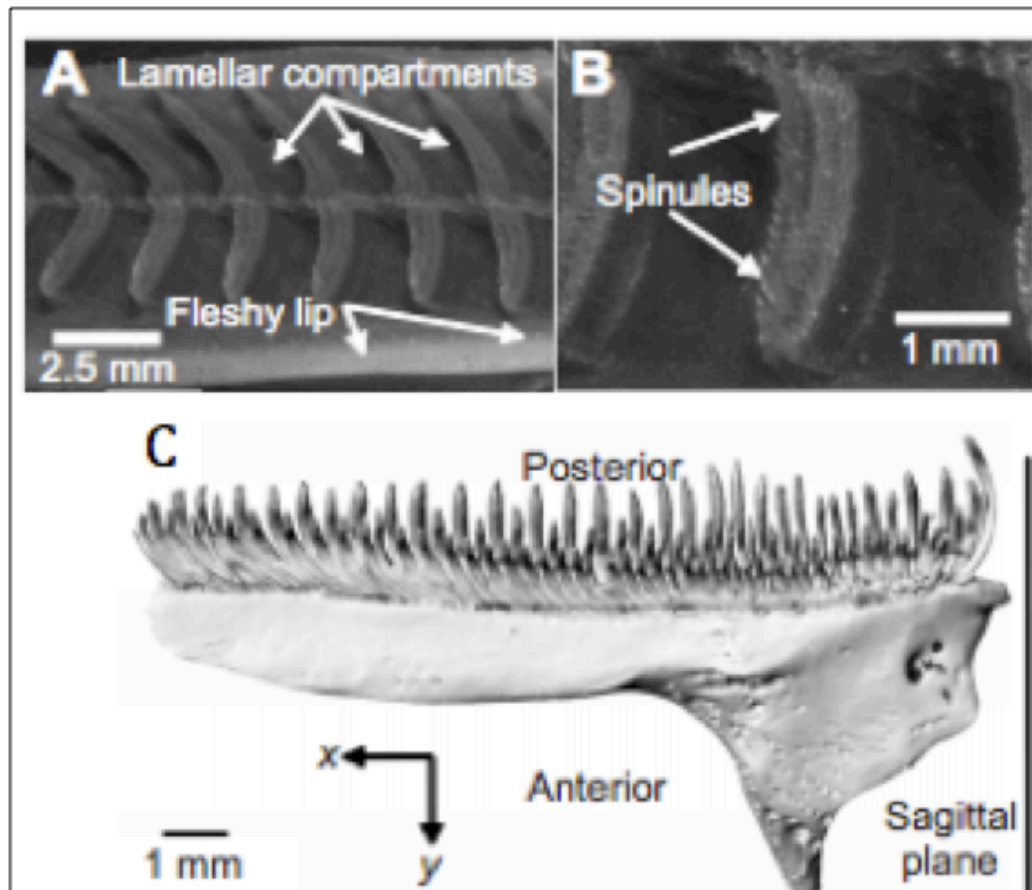 A
Lamellar compartments
Fleshy lip
2.5 mm
B
Spinules
1 mm
C
Posterior
x
y
Anterior
1 mm
Sagittal
plane